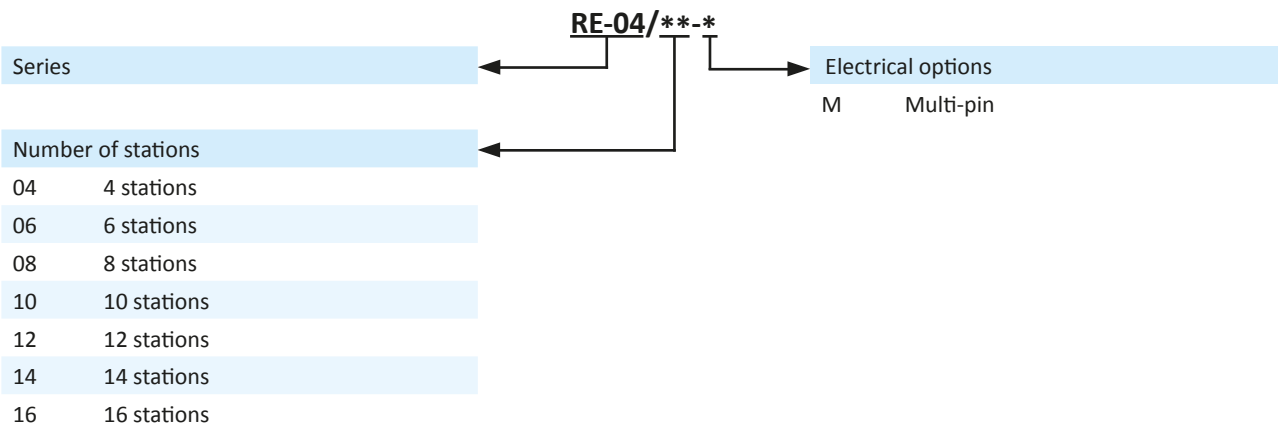 RE-04/**-*
Series
Electrical options
M Multi-pin
Number of stations
04 4 stations
06 6 stations
08 8 stations
10 10 stations
12 12 stations
14 14 stations
16 16 stations